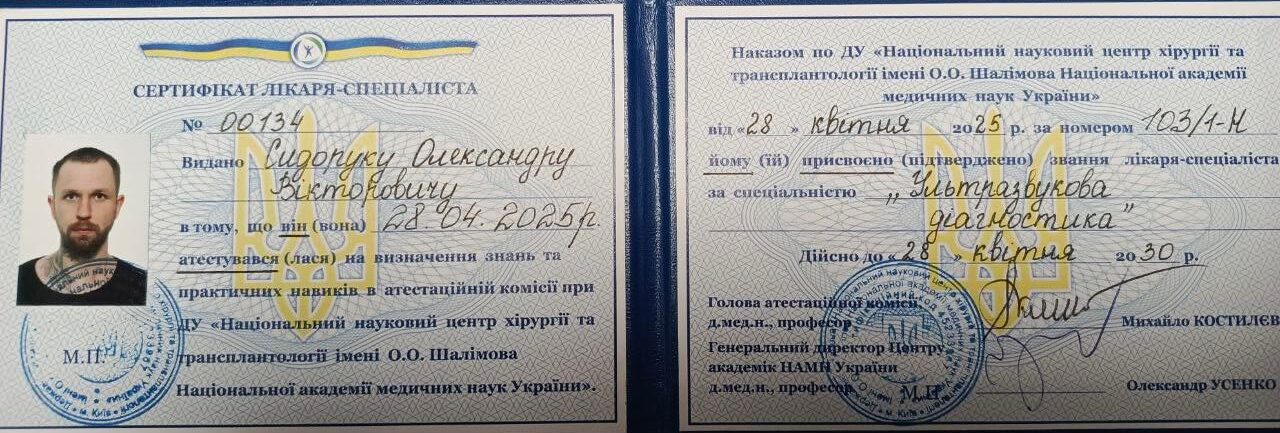 СЕРТИФІКАТ ЛІКАРЯ-СПЕЦІАЛІСТА
№ 00134
Видано Сидоруку Олександру
Вікторовичу
в тому, що він (вона) 28.04.2025р.
атестувався (лася) на визначення знань та
практичних навиків в атестаційній комісії при
ДУ «Національний науковий центр хірургії та
трансплантології імені О.О. Шалімова
Національної академії медичних наук України».
М.П.
Наказом по ДУ «Національний науковий центр хірургії та
трансплантології імені О.О. Шалімова Національної академії
медичних наук України»
від «28 » квітня 2025 р. за номером 103/1-Н
йому (їй) присвоєно (підтверджено) звання лікаря-спеціаліста
за спеціальністю „Ультразвукова
діагностика"
Дійсно до «28 » квітня 2030 р.
Голова атестаційної комісії,
д.мед.н., професор
Михайло КОСТИЛЄВ
Генеральний директор Центру,
академік НАМН України
д.мед.н., професор
М.П
Олександр УСЕНКО